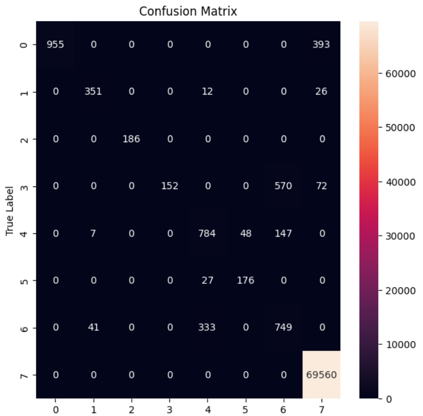 Confusion Matrix
0 955 0 0 0 0 0 0 393
1 0 351 0 0 12 0 0 26
2 0 0 186 0 0 0 0 0
3 0 0 0 152 0 0 570 72
4 0 7 0 0 784 48 147 0
5 0 0 0 0 27 176 0 0
6 0 41 0 0 333 0 749 0
7 0 0 0 0 0 0 0 69560
0 1 2 3 4 5 6 7
True Label
60000
50000
40000
30000
20000
10000
0